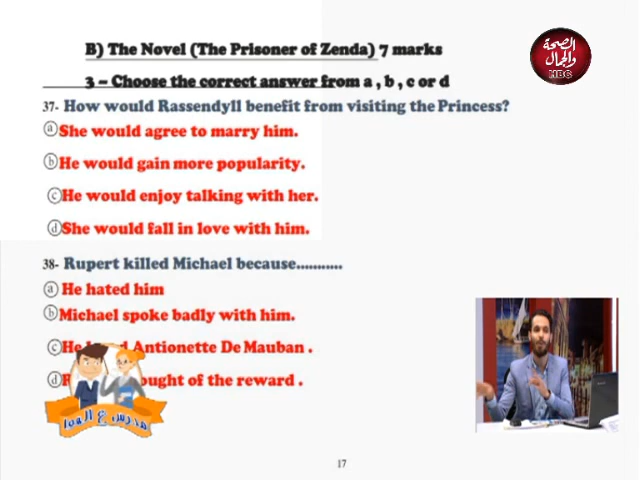 الصحة
والجمال
HBC
B) The Novel (The Prisoner of Zenda) 7 marks
3 – Choose the correct answer from a , b , c or d
37- How would Rassendyll benefit from visiting the Princess?
a She would agree to marry him.
b He would gain more popularity.
c He would enjoy talking with her.
d She would fall in love with him.
38- Rupert killed Michael because...........
a He hated him
b Michael spoke badly with him.
c He Antionette De Mauban .
d of the reward .
مدرس ع الهوا
17